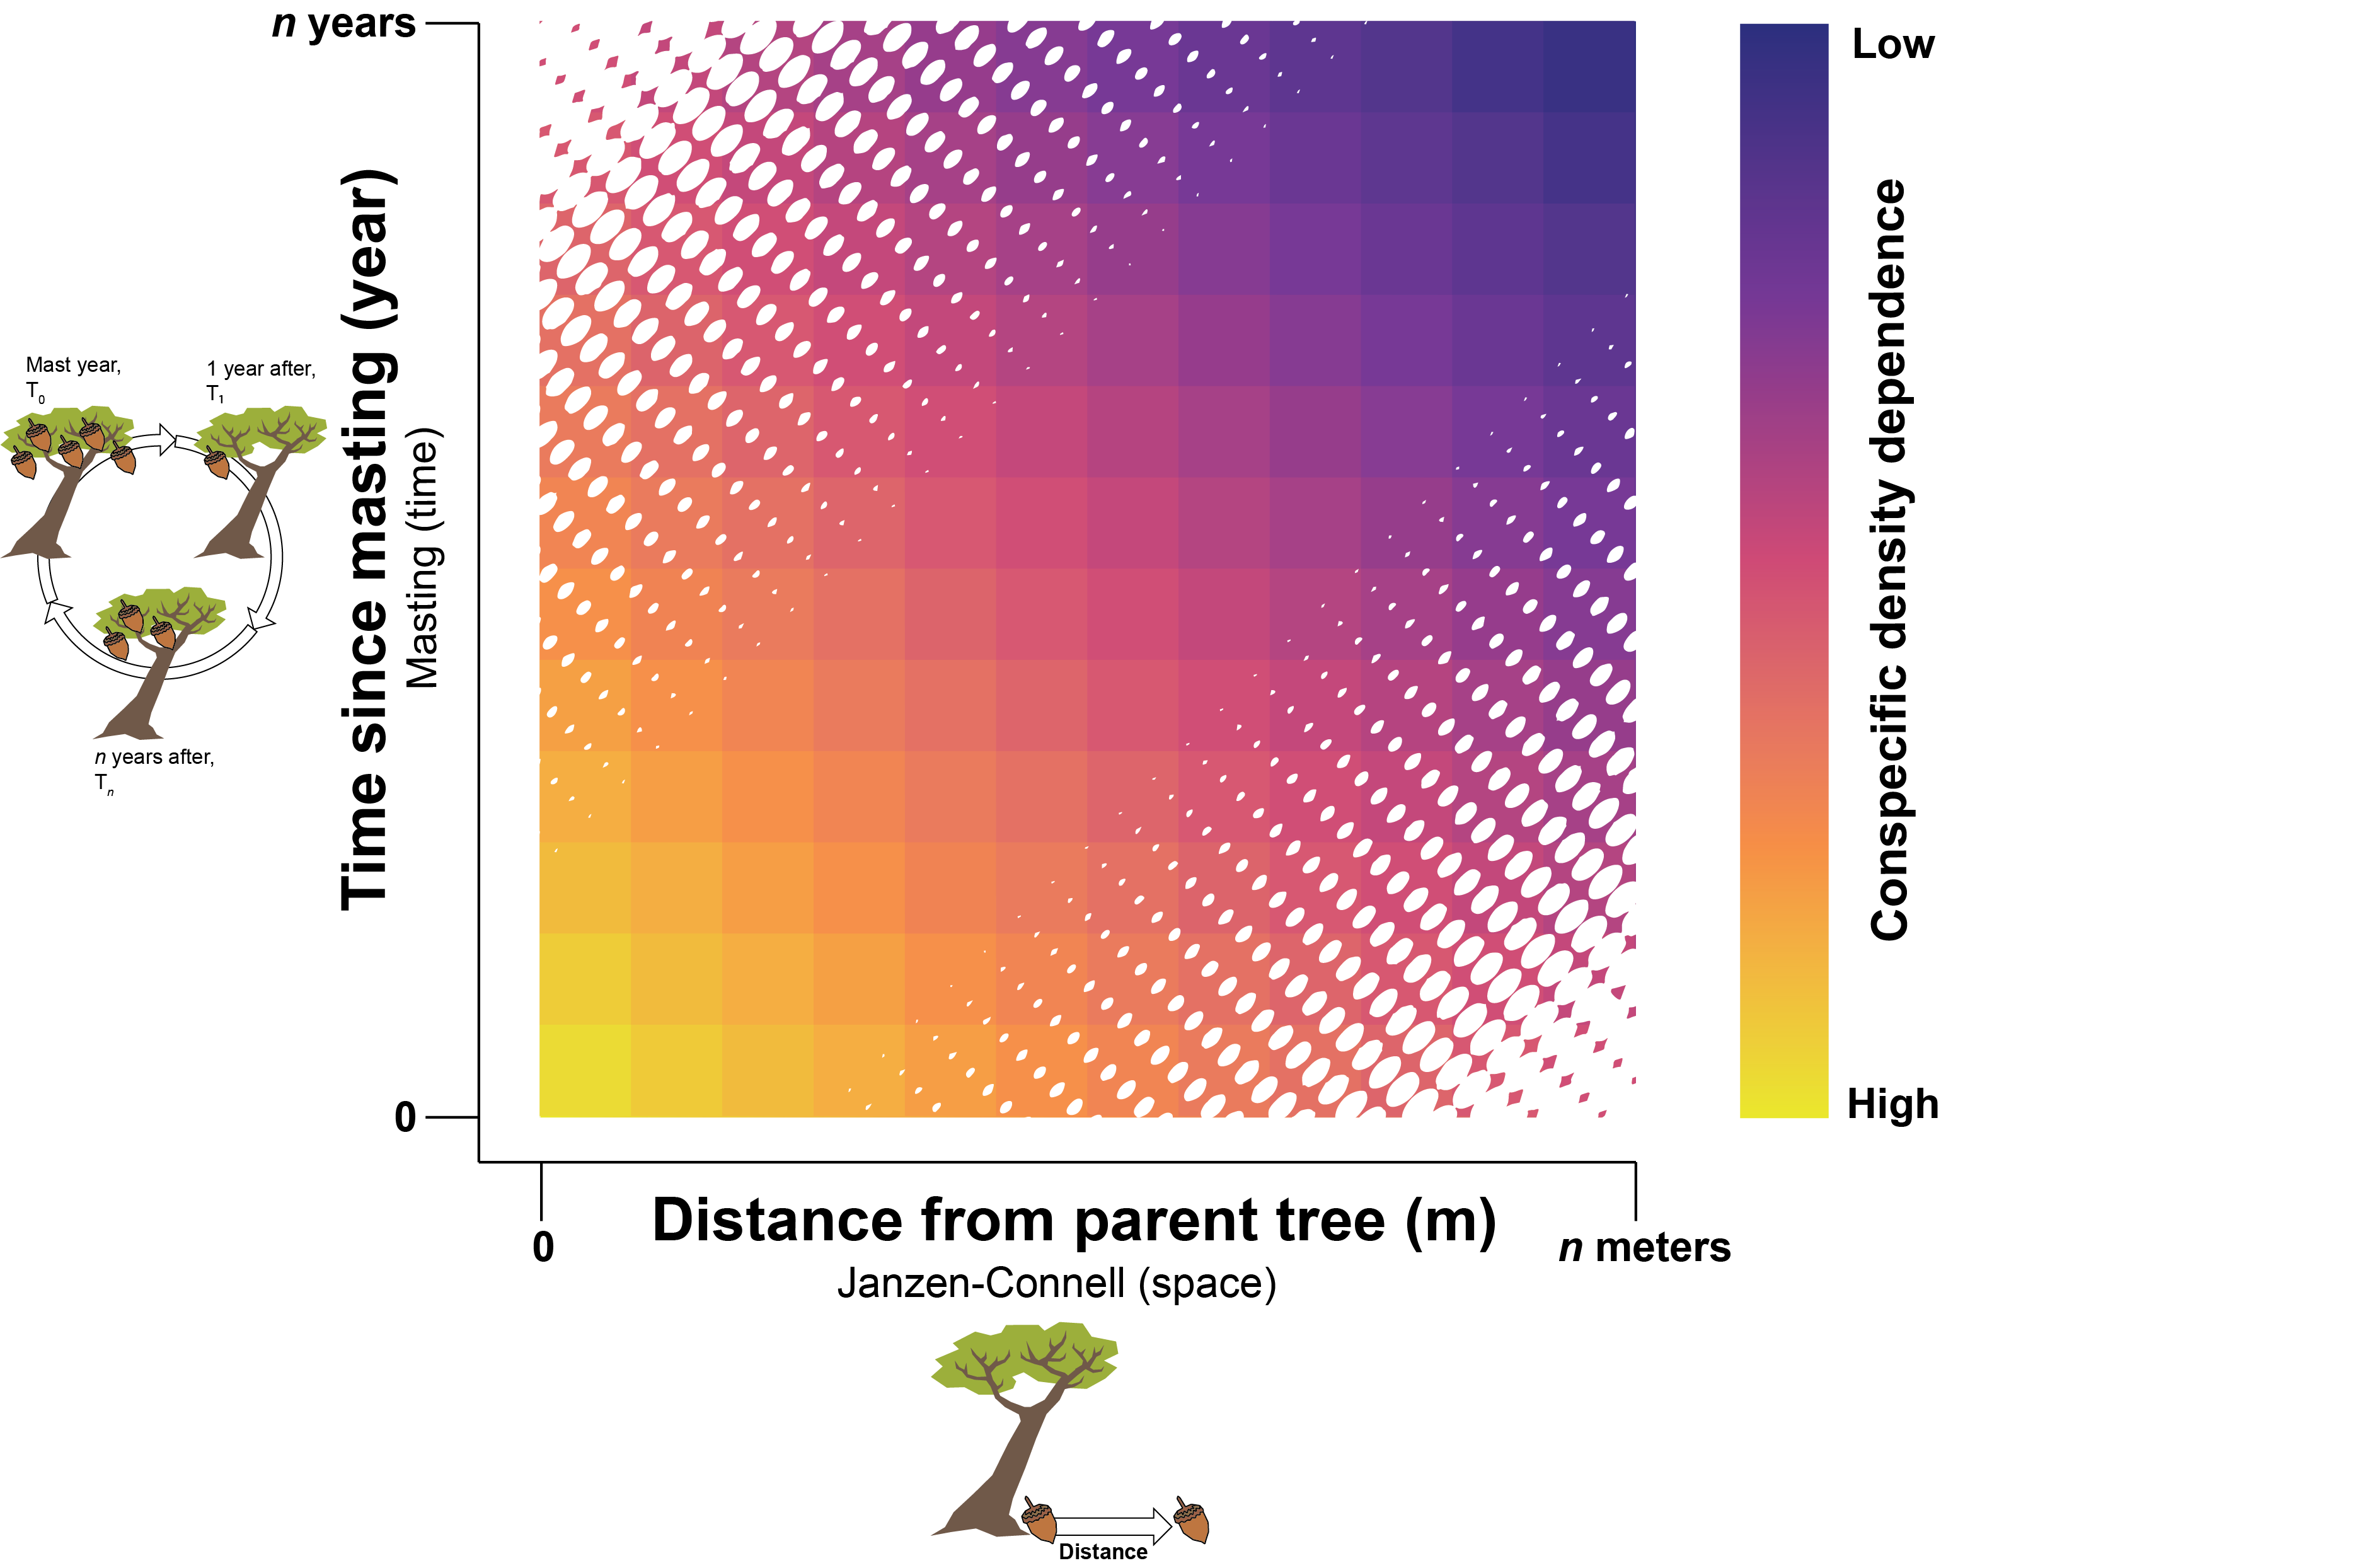 n years
Low
Time since masting (year)
Masting (time)
Mast year,
T₀
1 year after,
T₁
n years after,
Tₙ
Conspecific density dependence
High
0
0
n meters
Distance from parent tree (m)
Janzen-Connell (space)
Distance